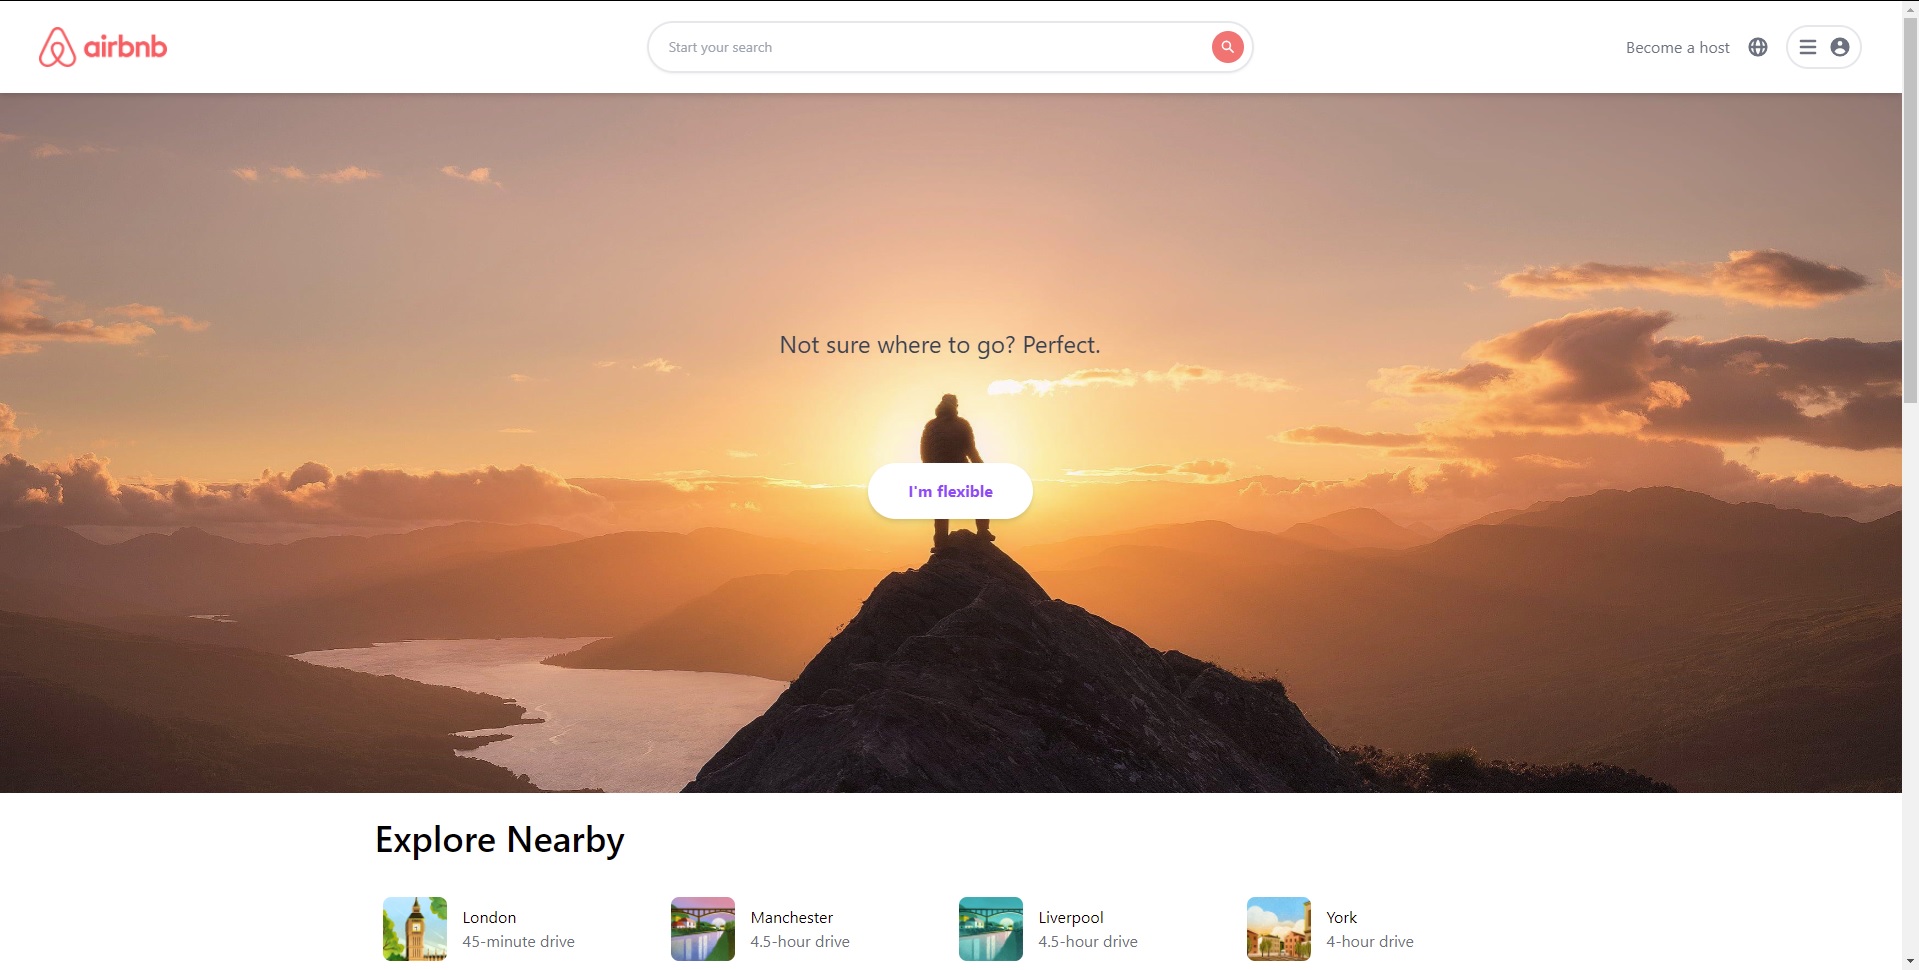 airbnb
Start your search
Become a host
Not sure where to go? Perfect.
I'm flexible
Explore Nearby
London
45-minute drive
Manchester
4.5-hour drive
Liverpool
4.5-hour drive
York
4-hour drive